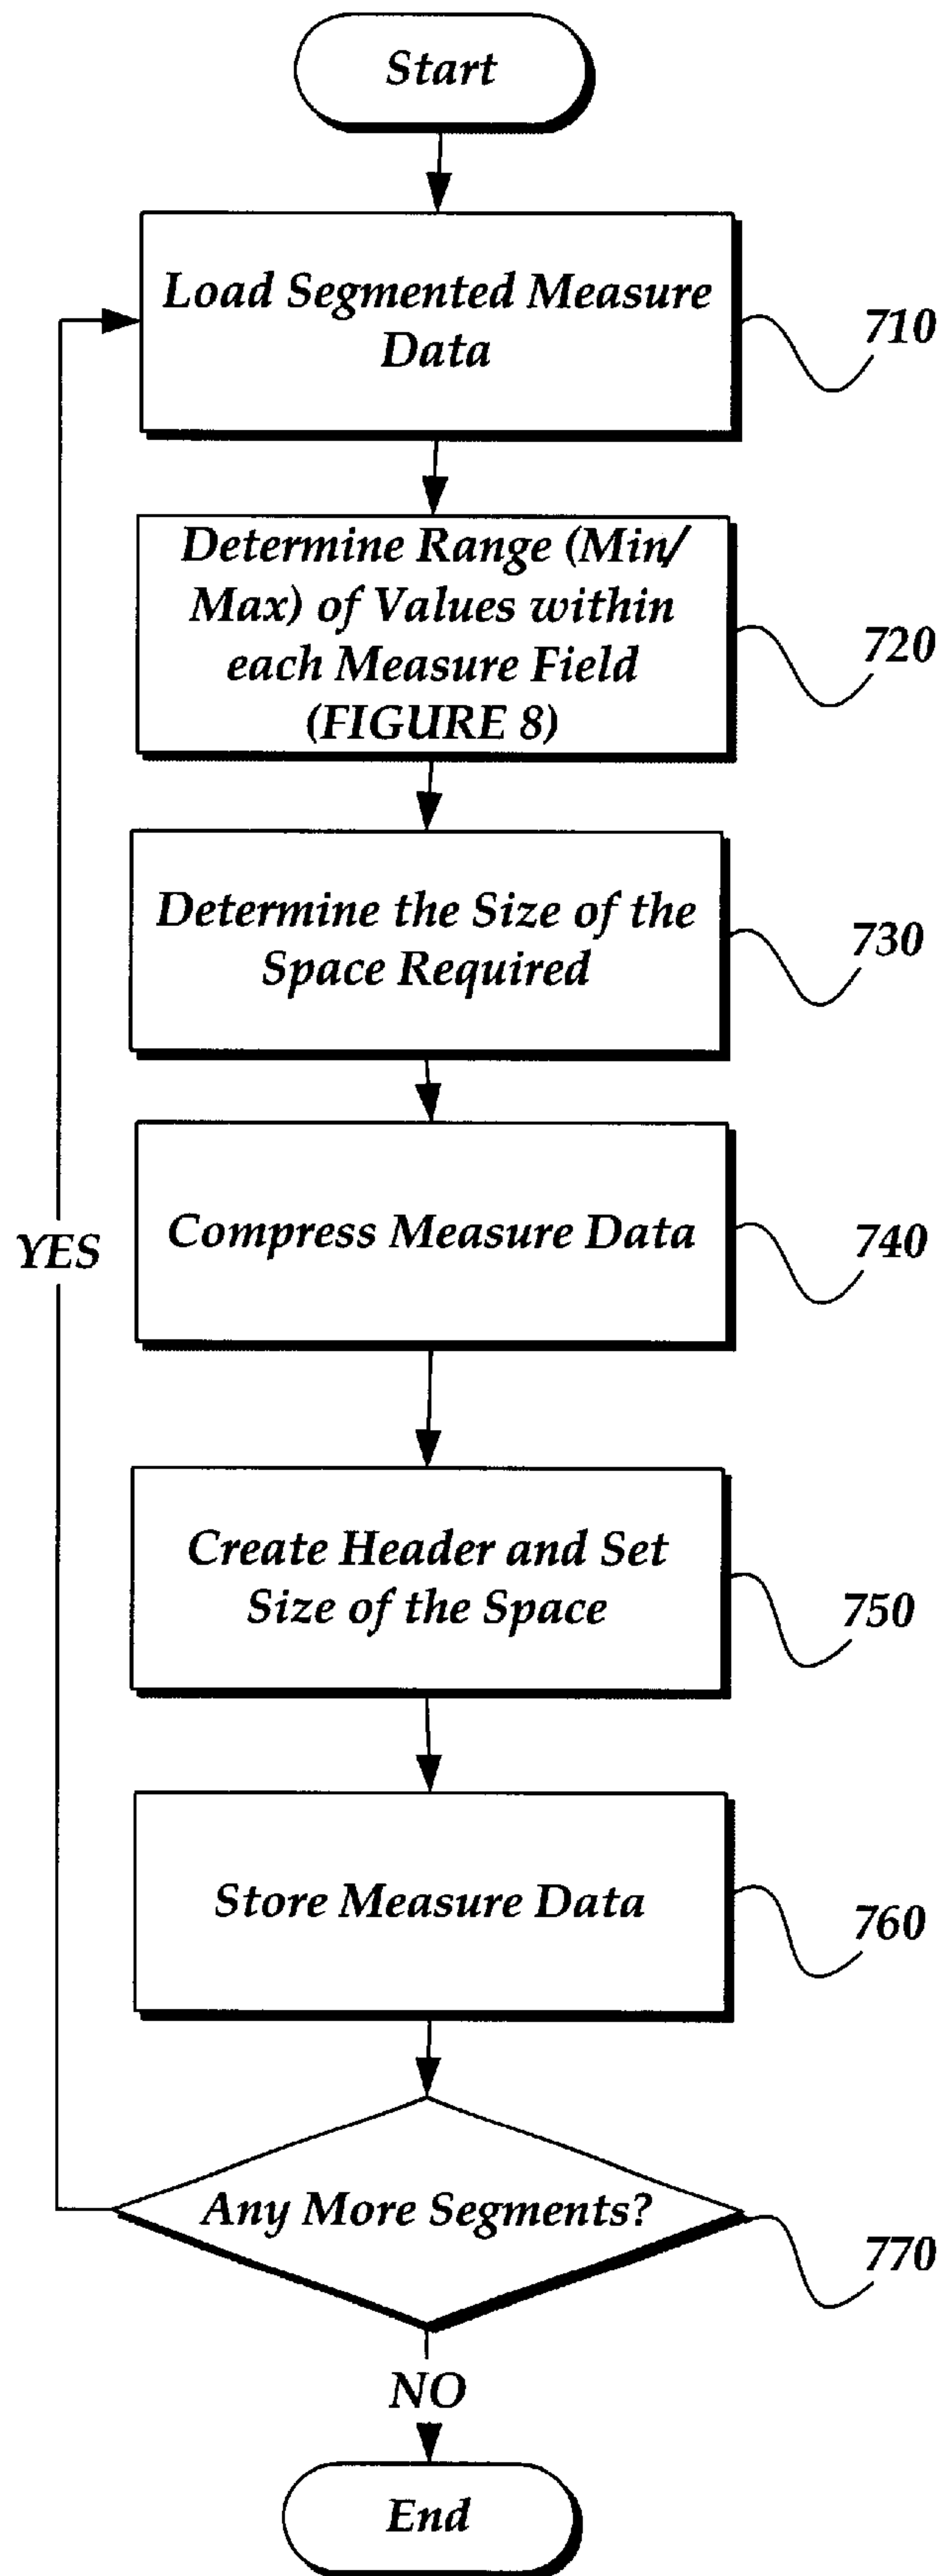 Start
Load Segmented Measure
Data
710
Determine Range (Min/
Max) of Values within
each Measure Field
(FIGURE 8)
720
Determine the Size of the
Space Required
730
Compress Measure Data
740
YES
Create Header and Set
Size of the Space
750
Store Measure Data
760
Any More Segments?
770
NO
End